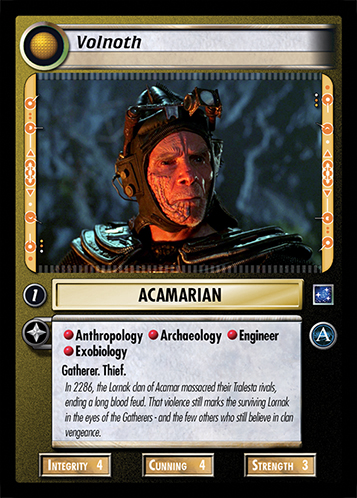 Volnoth
1
ACAMARIAN
A
Anthropology Archaeology Engineer
Exobiology
Gatherer. Thief.
In 2286, the Lornak clan of Acamar massacred their Tralesta rivals,
ending a long blood feud. That violence still marks the surviving Lornak
in the eyes of the Gatherers - and the few others who still believe in clan
vengeance.
INTEGRITY 4 CUNNING 4 STRENGTH 3